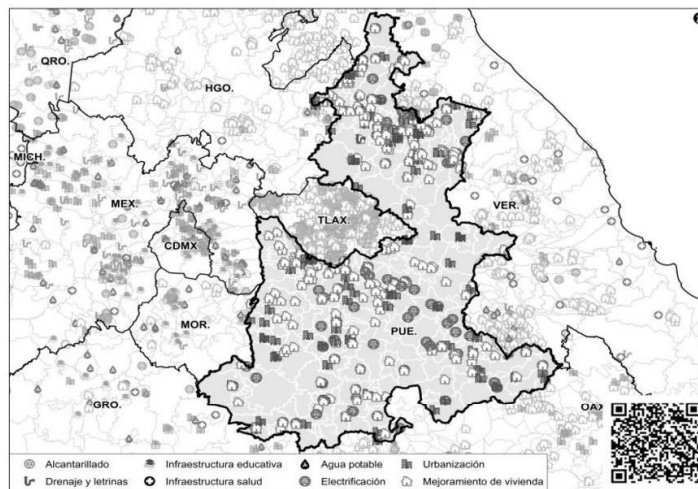 QRO.
HGO.
MICH.
MEX.
TLAX.
VER.
CDMX
MOR.
PUE.
GRO.
OAX
Alcantarillado
Infraestructura educativa
Agua potable
Urbanización
Drenaje y letrinas
Infraestructura salud
Electrificación
Mejoramiento de vivienda